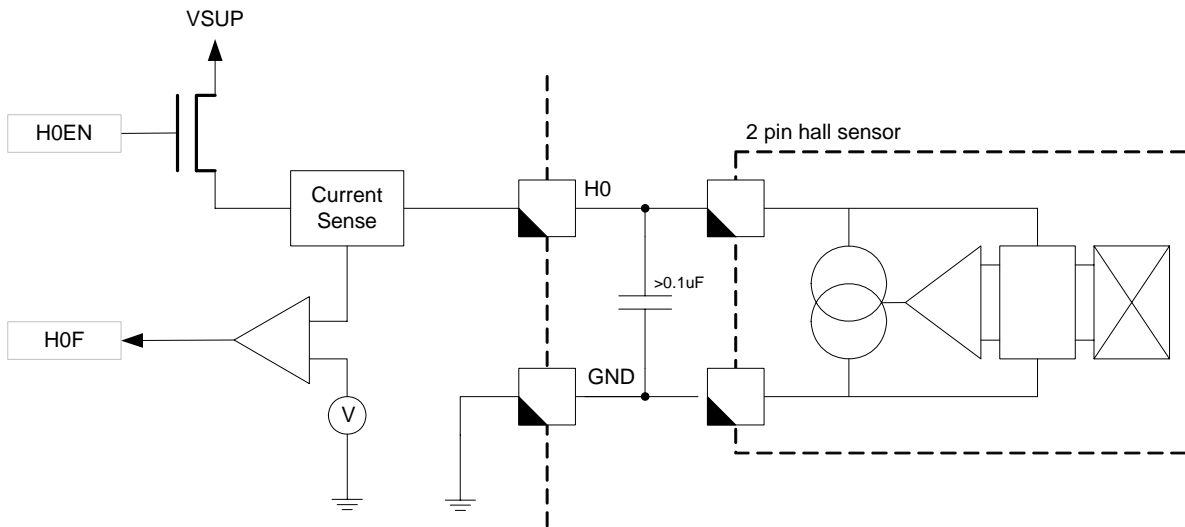 VSUP
H0EN
2 pin hall sensor
H0
Current
Sense
>0.1uF
H0F
GND
V